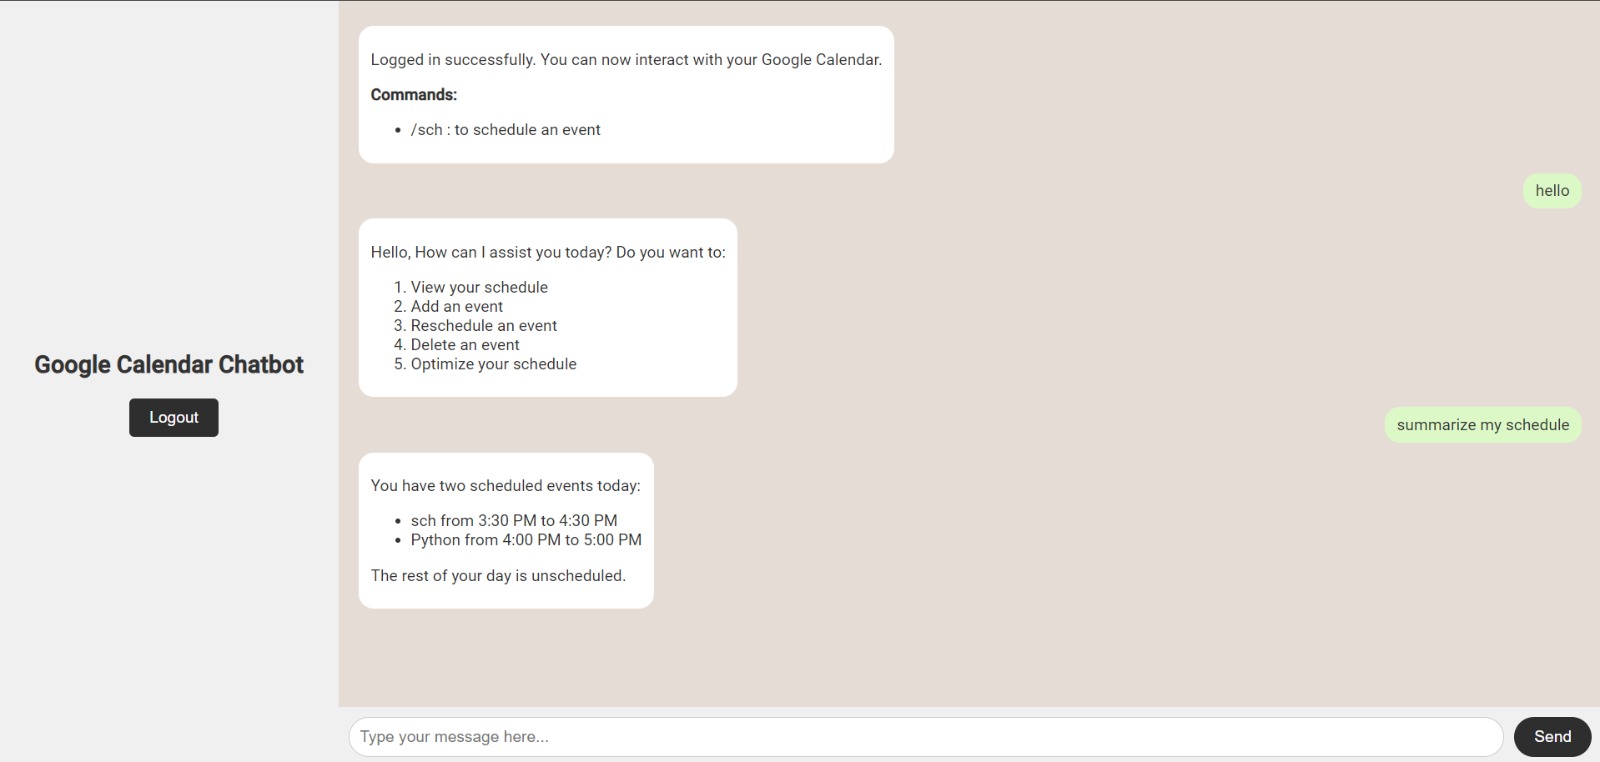 Google Calendar Chatbot
Logout
Logged in successfully. You can now interact with your Google Calendar.
Commands:
• /sch : to schedule an event
hello
Hello, How can I assist you today? Do you want to:
1. View your schedule
2. Add an event
3. Reschedule an event
4. Delete an event
5. Optimize your schedule
summarize my schedule
You have two scheduled events today:
• sch from 3:30 PM to 4:30 PM
• Python from 4:00 PM to 5:00 PM
The rest of your day is unscheduled.
Type your message here...
Send